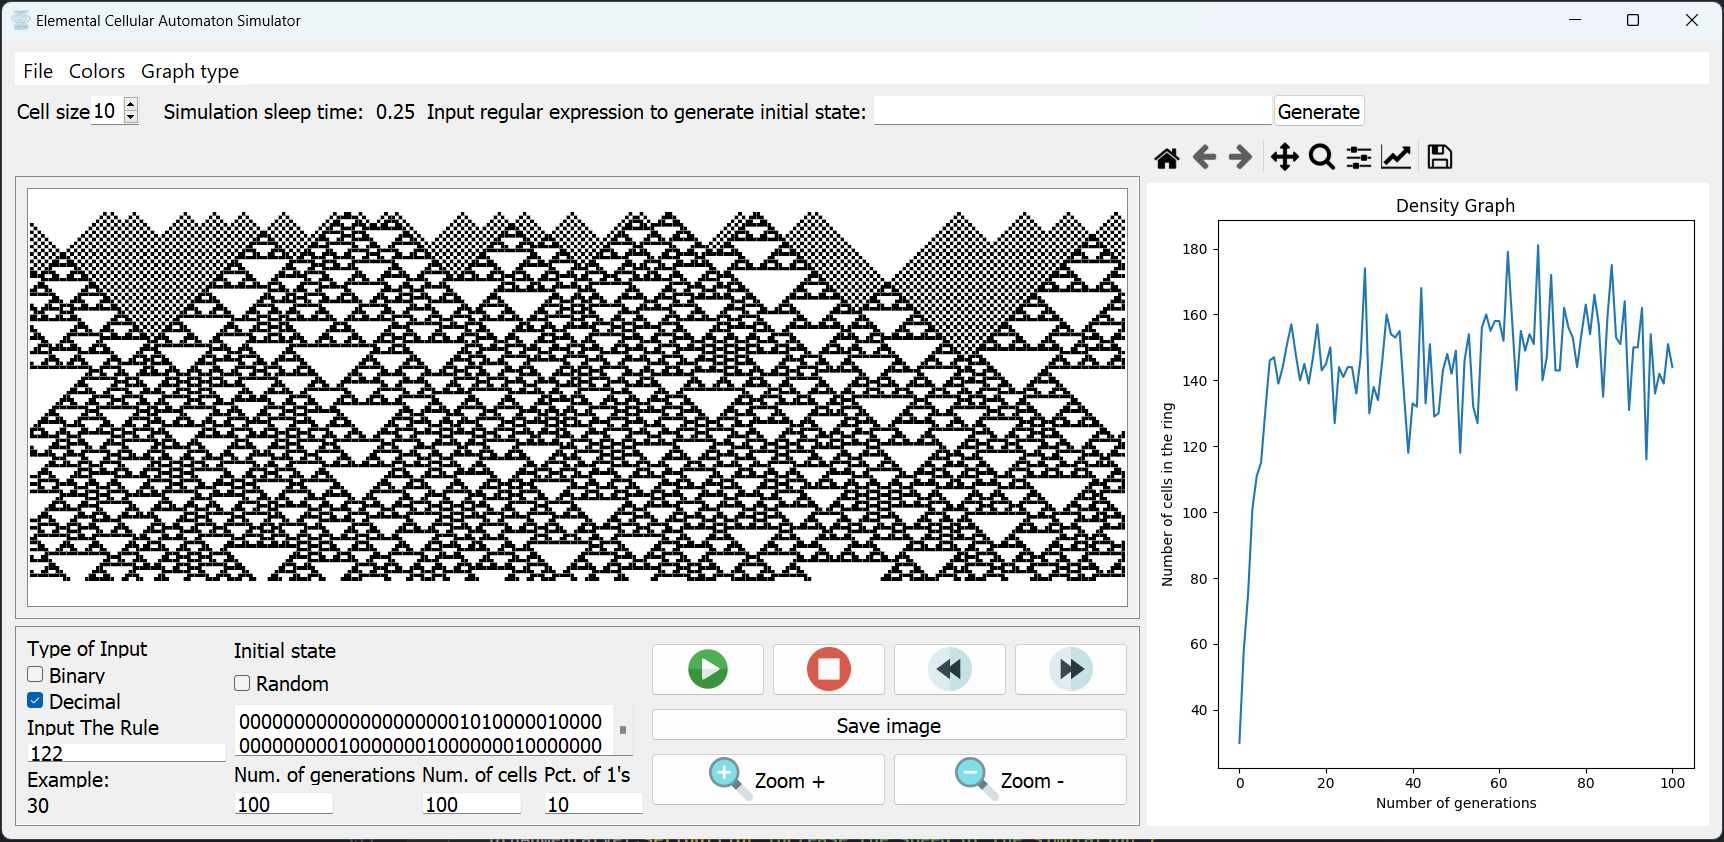 Elemental Cellular Automaton Simulator
File Colors Graph type
Cell size 10 Simulation sleep time: 0.25 Input regular expression to generate initial state: Generate
Density Graph
180
160
140
120
100
80
60
40
Number of cells in the ring
0 20 40 60 80 100
Number of generations
Type of Input
Binary
Decimal
Input The Rule
122
Example:
30
Initial state
Random
000000000000000000001010000010000
000000000100000001000000010000000
Num. of generations Num. of cells Pct. of 1's
100 100 10
Save image
Zoom + Zoom -